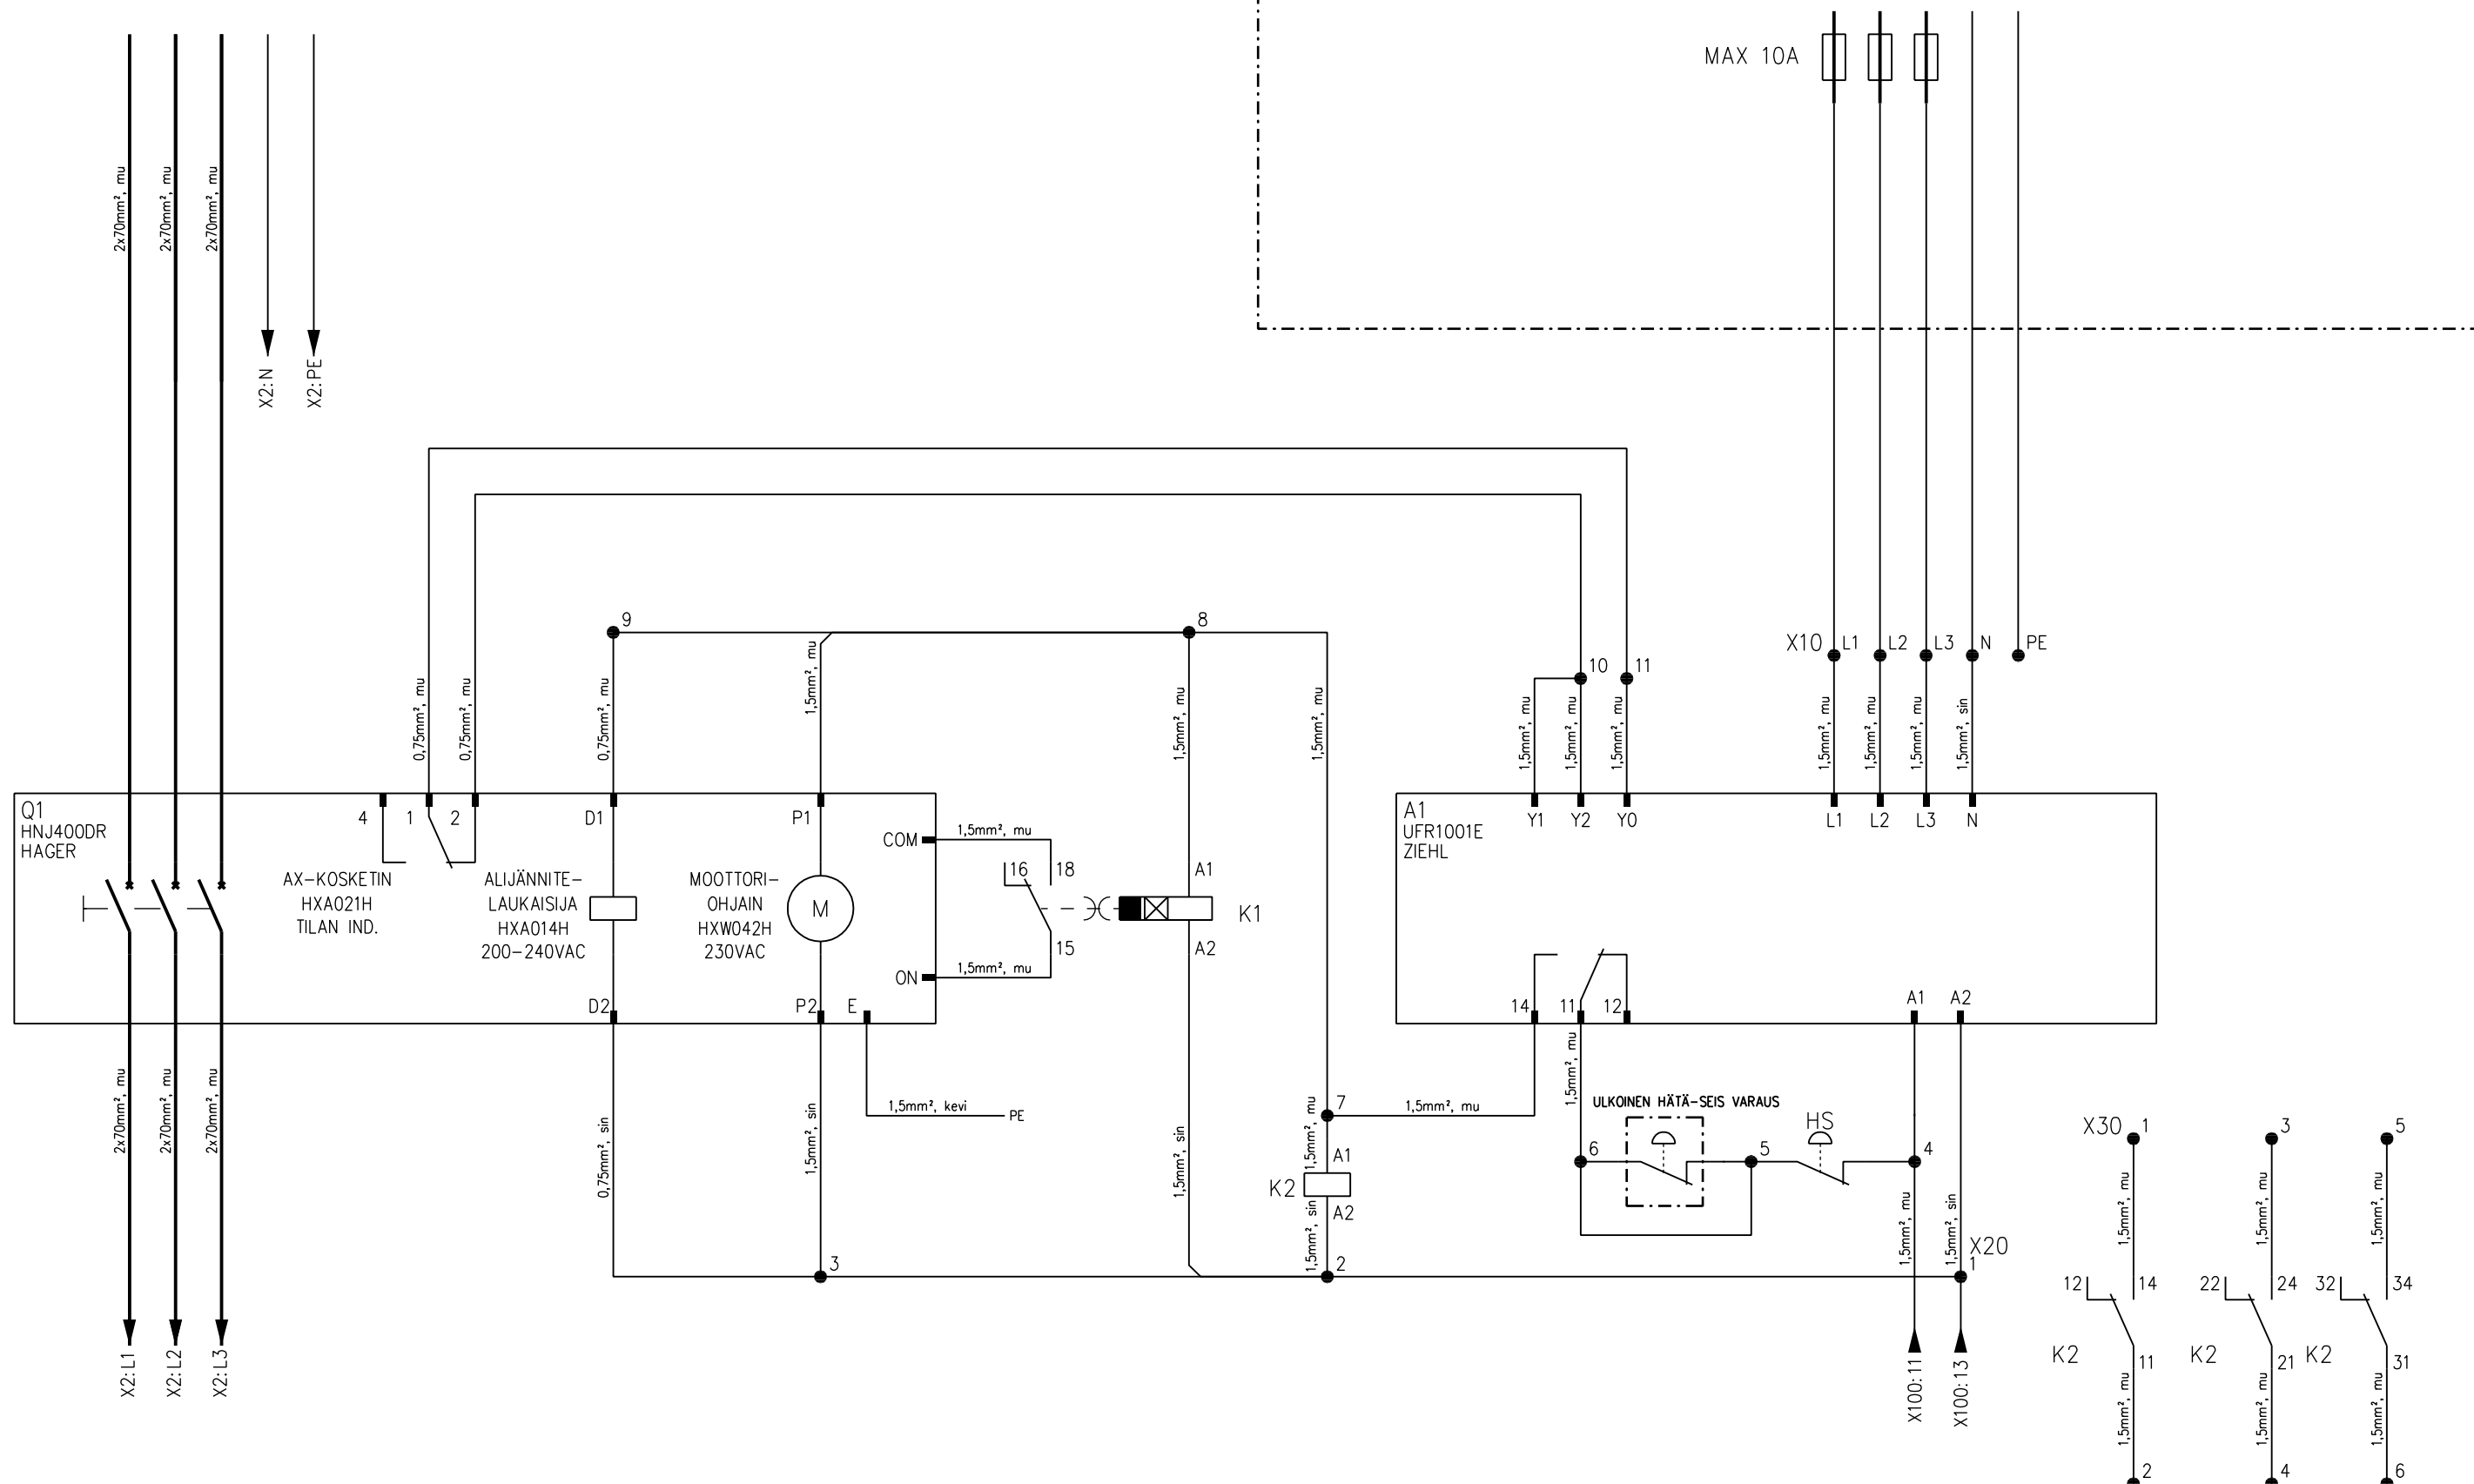 MAX 10A
2x70mm², mu
2x70mm², mu
2x70mm², mu
X2:N
X2:PE
9
8
10
11
X10
L1
L2
L3
N
PE
0,75mm², mu
0,75mm², mu
0,75mm², mu
1,5mm², mu
1,5mm², mu
1,5mm², mu
1,5mm², mu
1,5mm², mu
1,5mm², mu
1,5mm², mu
1,5mm², mu
1,5mm², mu
1,5mm², sin
Q1
HNJ400DR
HAGER
4
1
2
D1
P1
COM
1,5mm², mu
AX-KOSKETIN
HXA021H
TILAN IND.
ALIJÄNNITE-
LAUKAISIJA
HXA014H
200-240VAC
MOOTTORI-
OHJAIN
HXW042H
230VAC
M
16
18
15
ON
1,5mm², mu
A1
K1
A2
D2
P2
E
A1
UFR1001E
ZIEHL
Y1
Y2
Y0
L1
L2
L3
N
14
11
12
A1
A2
2x70mm², mu
2x70mm², mu
2x70mm², mu
0,75mm², sin
1,5mm², sin
1,5mm², kevi
PE
1,5mm², sin
1,5mm², mu
7
1,5mm², mu
1,5mm², mu
ULKOINEN HÄTÄ-SEIS VARAUS
HS
6
5
4
A1
K2
A2
1,5mm², sin
1,5mm², mu
1,5mm², sin
X20
1
3
2
X2:L1
X2:L2
X2:L3
X100:11
X100:13
X30
1
3
5
1,5mm², mu
1,5mm², mu
1,5mm², mu
12
14
22
24
32
34
K2
11
K2
21
K2
31
1,5mm², mu
1,5mm², mu
1,5mm², mu
2
4
6